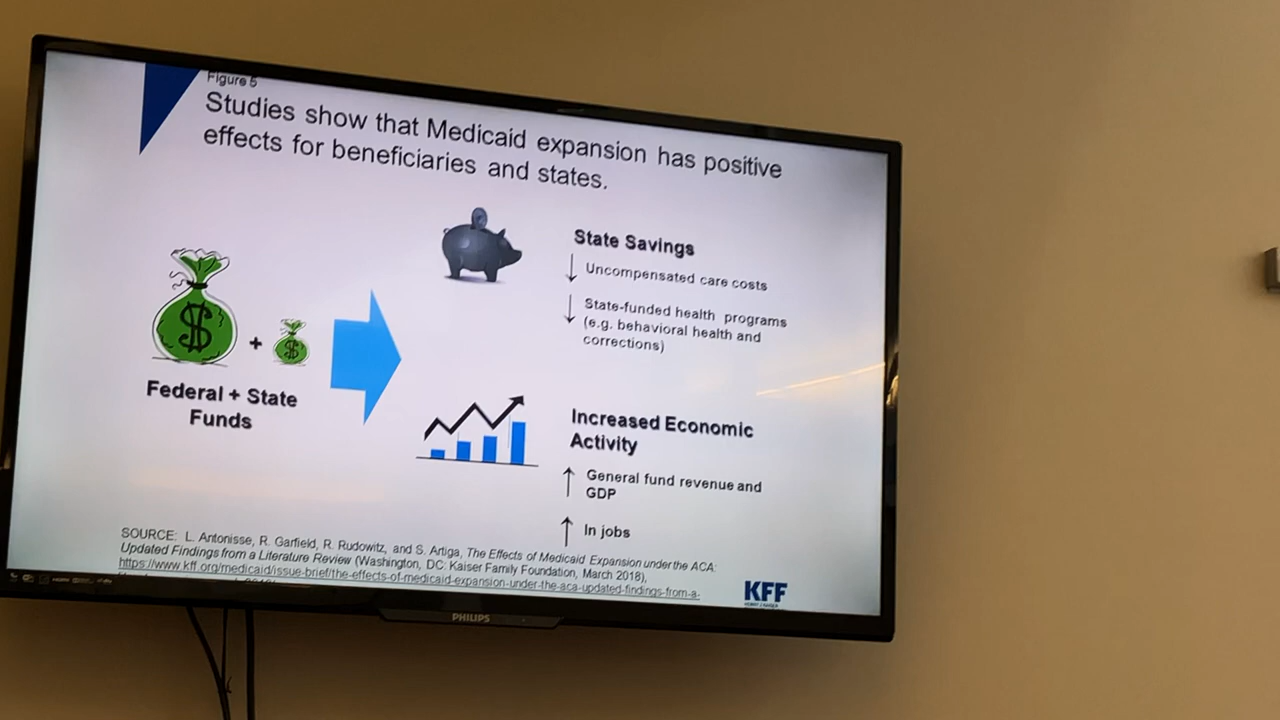 Figure 5
Studies show that Medicaid expansion has positive
effects for beneficiaries and states.
State Savings
↓ Uncompensated care costs
↓ State-funded health programs
(e.g. behavioral health and
corrections)
$ + $
Federal + State
Funds
Increased Economic
Activity
↑ General fund revenue and
GDP
↑ In jobs
SOURCE: L. Antonisse, R. Garfield, R. Rudowitz, and S. Artiga, The Effects of Medicaid Expansion under the ACA:
Updated Findings from a Literature Review (Washington, DC: Kaiser Family Foundation, March 2018),
https://www.kff.org/medicaid/issue-brief/the-effects-of-medicaid-expansion-under-the-aca-updated-findings-from-a-
KFF
PHILIPS